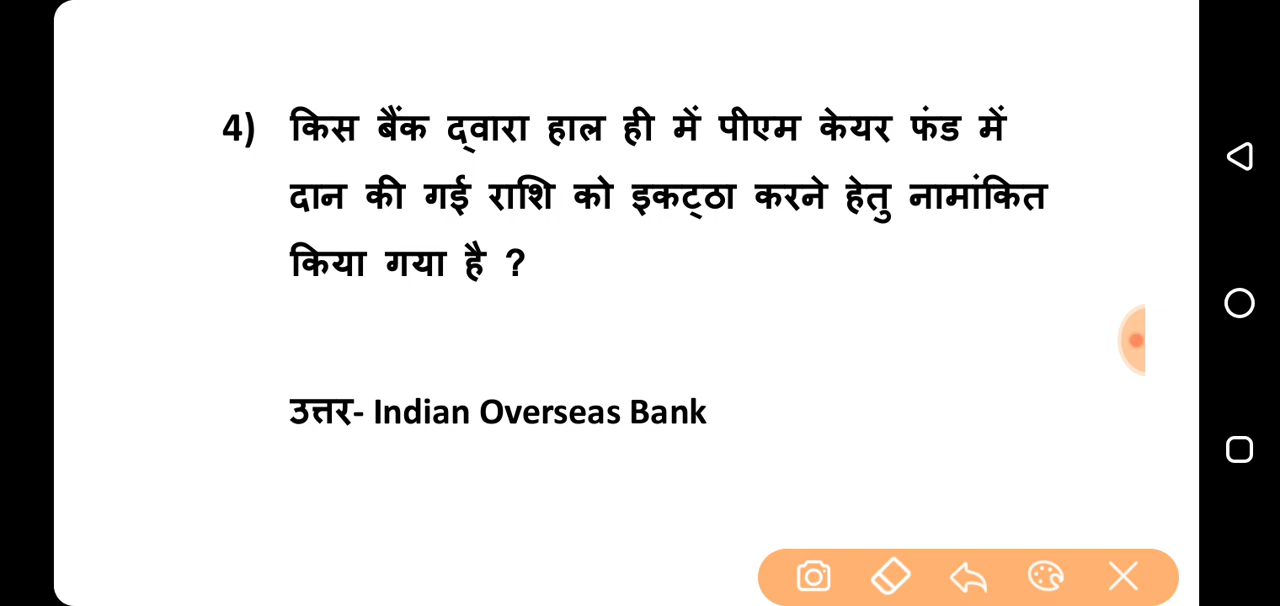 4) किस बैंक द्वारा हाल ही में पीएम केयर फंड में
दान की गई राशि को इकट्ठा करने हेतु नामांकित
किया गया है ?
उत्तर- Indian Overseas Bank